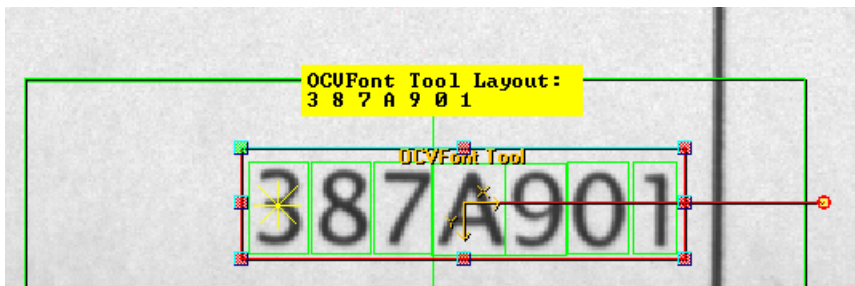 OCVFont Tool Layout:
3 8 7 A 9 0 1
OCVFont Tool
387A901
X
Y